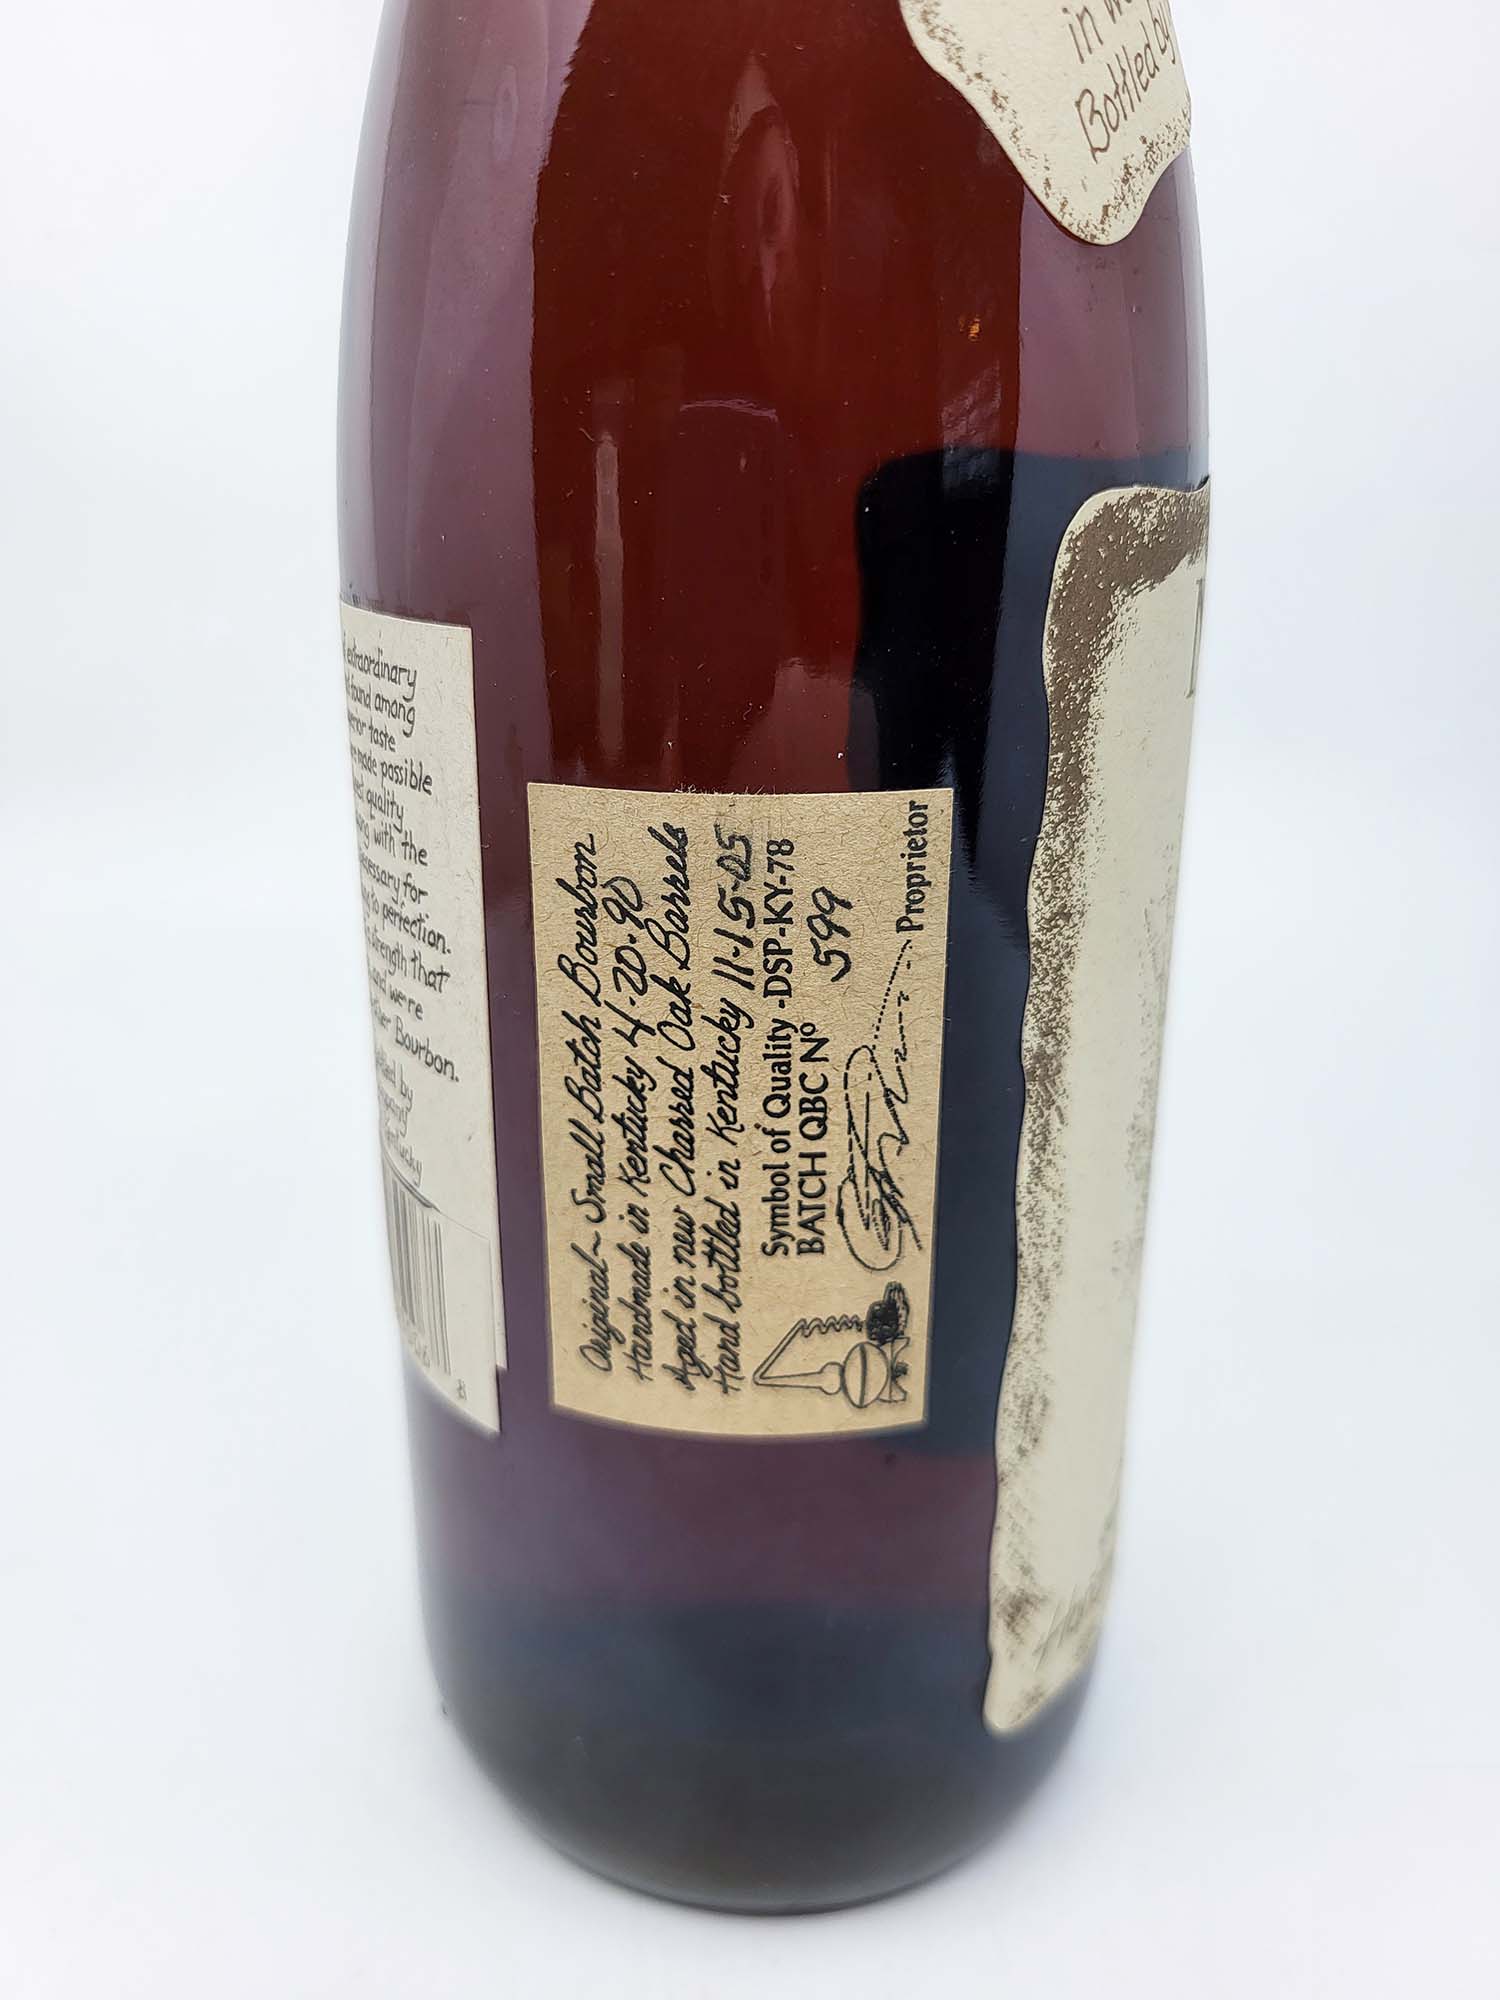 in
Bottled by
extraordinary
found among
taste
made possible
quality
with the
for
to perfection.
strength that
and we're
Bourbon.
by
Original~Small Batch Bourbon
Handmade in Kentucky 4-20-90
Aged in new Charred Oak Barrels
Hand bottled in Kentucky 11-15-05
Symbol of Quality -DSP-KY-78
BATCH QBC Nº 599
Proprietor